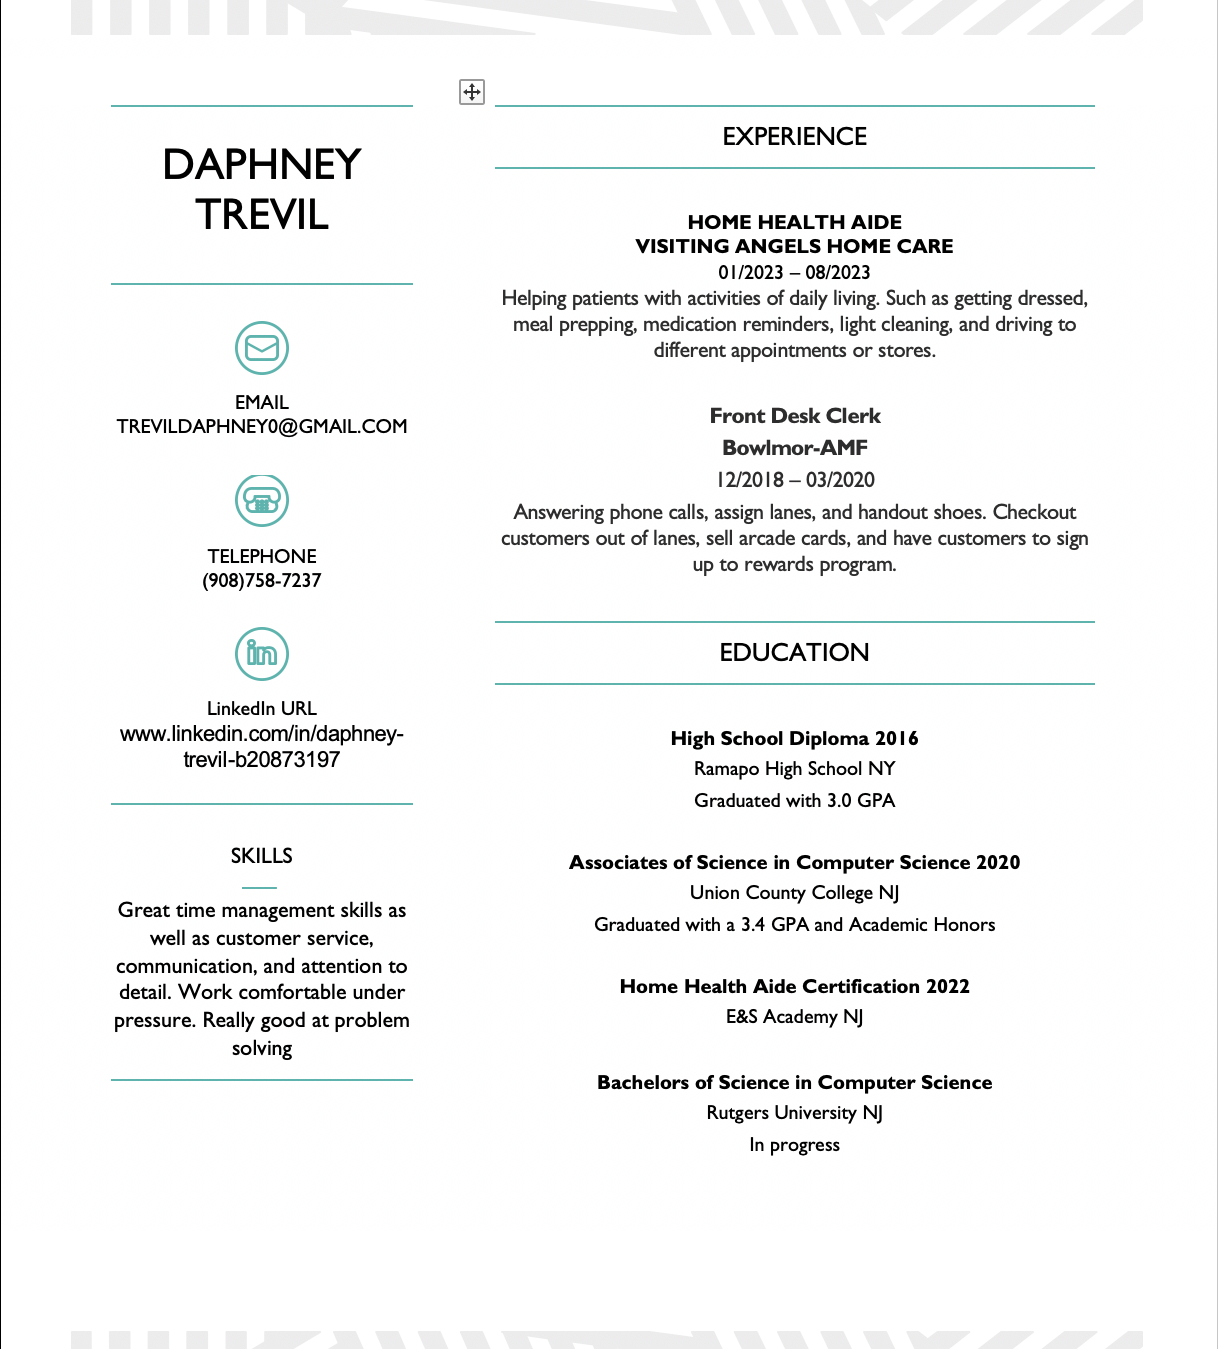 DAPHNEY
TREVIL
EMAIL
TREVILDAPHNEY0@GMAIL.COM
TELEPHONE
(908)758-7237
LinkedIn URL
www.linkedin.com/in/daphney-
trevil-b20873197
SKILLS
Great time management skills as
well as customer service,
communication, and attention to
detail. Work comfortable under
pressure. Really good at problem
solving
EXPERIENCE
HOME HEALTH AIDE
VISITING ANGELS HOME CARE
01/2023 – 08/2023
Helping patients with activities of daily living. Such as getting dressed,
meal prepping, medication reminders, light cleaning, and driving to
different appointments or stores.
Front Desk Clerk
Bowlmor-AMF
12/2018 – 03/2020
Answering phone calls, assign lanes, and handout shoes. Checkout
customers out of lanes, sell arcade cards, and have customers to sign
up to rewards program.
EDUCATION
High School Diploma 2016
Ramapo High School NY
Graduated with 3.0 GPA
Associates of Science in Computer Science 2020
Union County College NJ
Graduated with a 3.4 GPA and Academic Honors
Home Health Aide Certification 2022
E&S Academy NJ
Bachelors of Science in Computer Science
Rutgers University NJ
In progress